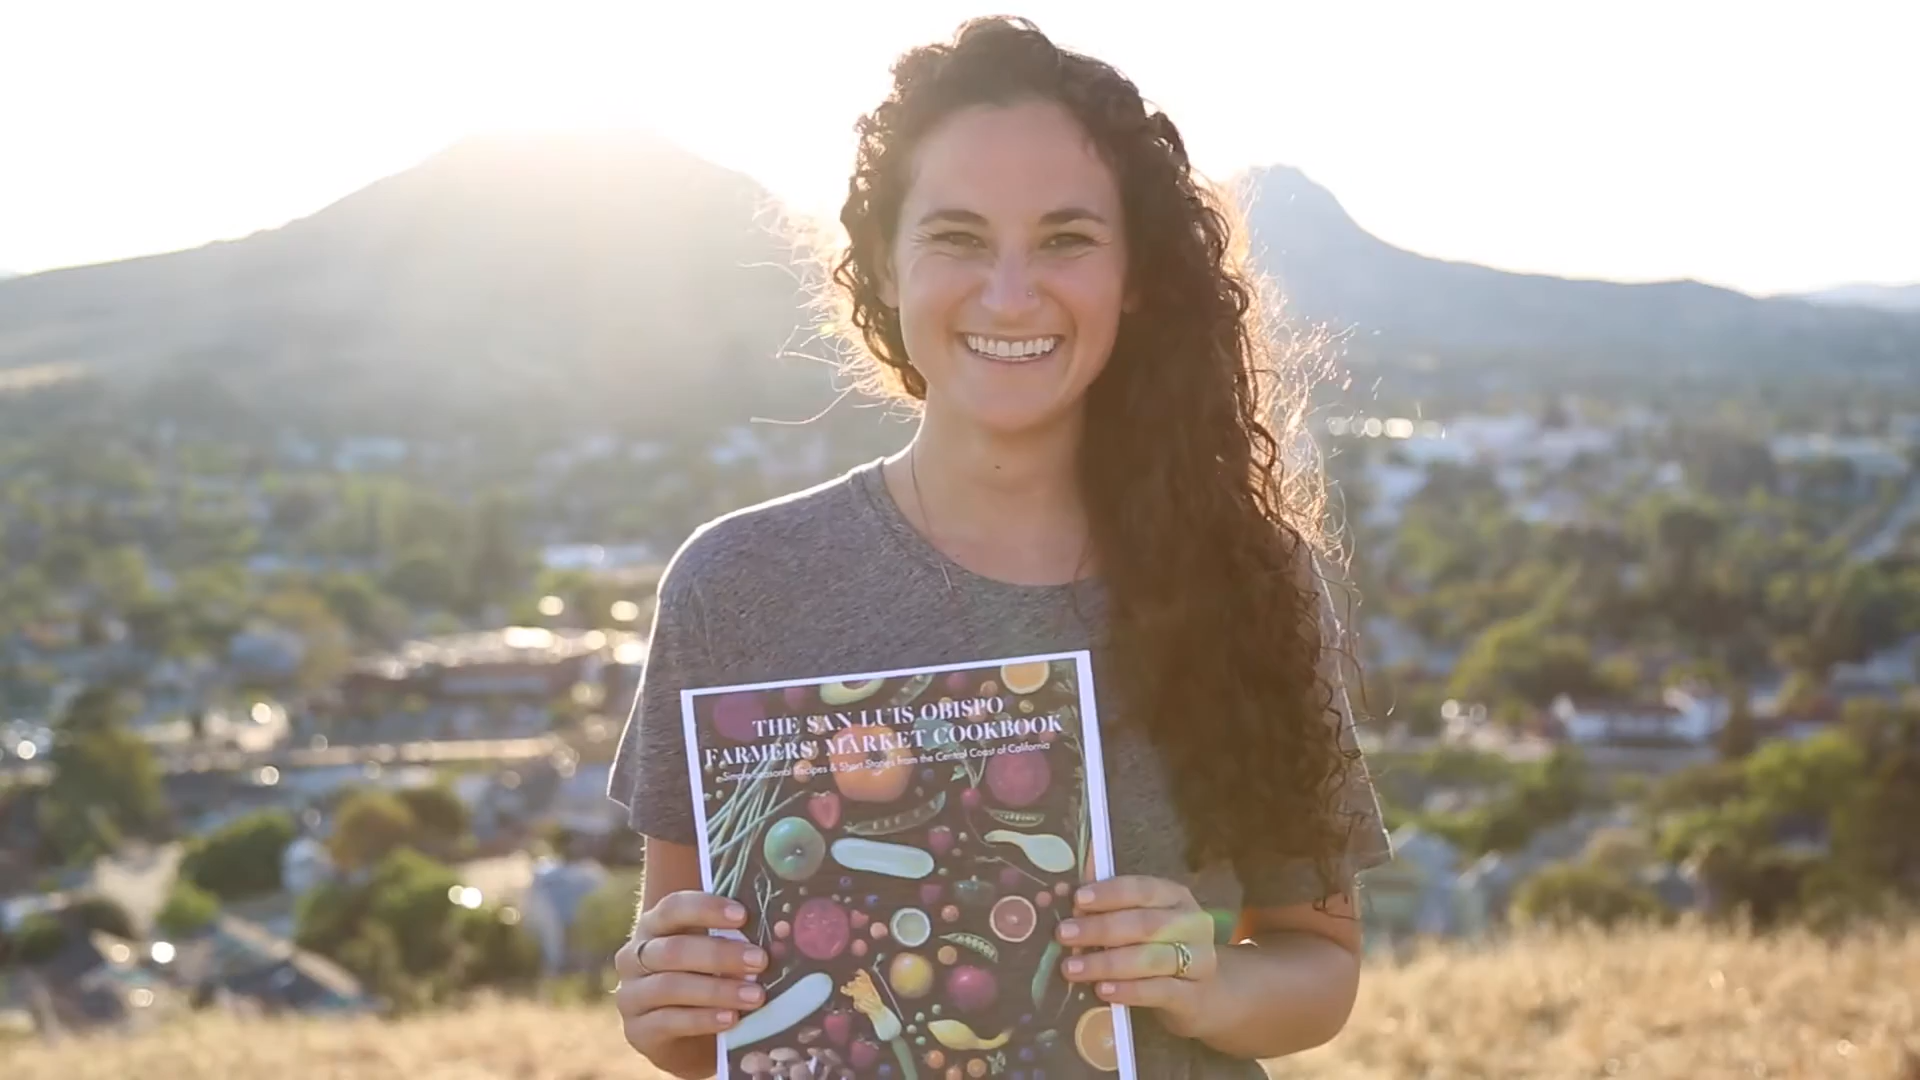 THE SAN LUIS OBISPO
FARMERS' MARKET COOKBOOK
Simple Seasonal Recipes & Short Stories from the Central Coast of California